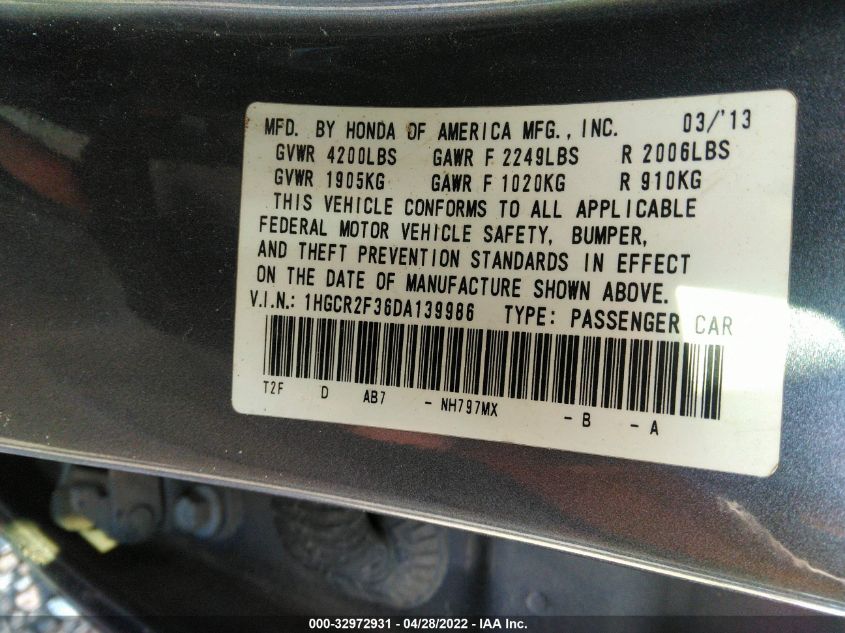 MFD. BY HONDA OF AMERICA MFG., INC. 03/'13
GVWR 4200LBS GAWR F 2249LBS R 2006LBS
GVWR 1905KG GAWR F 1020KG R 910KG
THIS VEHICLE CONFORMS TO ALL APPLICABLE
FEDERAL MOTOR VEHICLE SAFETY, BUMPER,
AND THEFT PREVENTION STANDARDS IN EFFECT
ON THE DATE OF MANUFACTURE SHOWN ABOVE.
V.I.N.: 1HGCR2F36DA139986 TYPE: PASSENGER CAR
T2F D AB7 - NH797MX - B - A
000-32972931 / 04/28/2022 - IAA Inc.